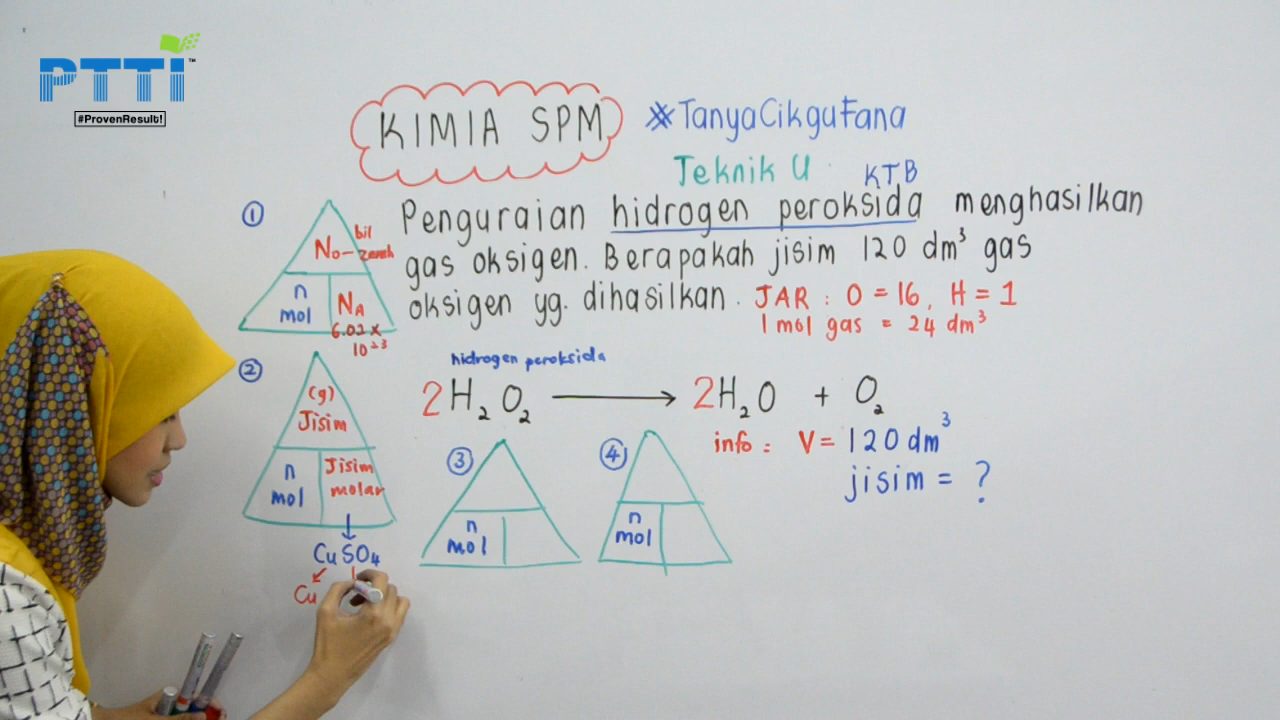 PTTI™
#ProvenResult!
KIMIA SPM
#TanyaCikguFana
Teknik U
KTB
Penguraian hidrogen peroksida menghasilkan
gas oksigen. Berapakah jisim 120 dm³ gas
oksigen yg. dihasilkan. JAR : O = 16, H = 1
1 mol gas = 24 dm³
①
No-bil zarah
n
mol
NA
6.02 x
10²³
②
(g)
Jisim
n
mol
Jisim
molar
CuSO₄
Cu
hidrogen peroksida
2H₂O₂ → 2H₂O + O₂
info : V = 120 dm³
jisim = ?
③
n
mol
④
n
mol